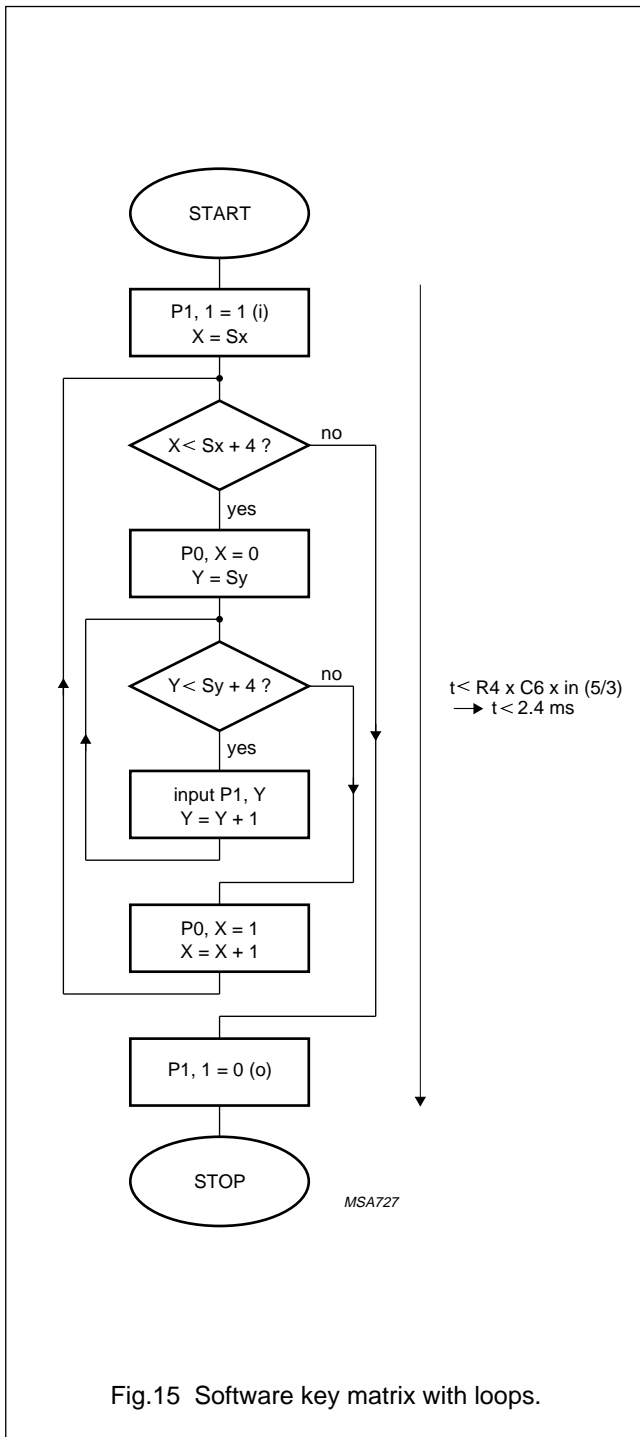 START
P1, 1 = 1 (i)
X = Sx
X< Sx + 4 ?
no
yes
P0, X = 0
Y = Sy
Y< Sy + 4 ?
no
yes
input P1, Y
Y = Y + 1
P0, X = 1
X = X + 1
P1, 1 = 0 (o)
STOP
t< R4 x C6 x in (5/3)
→ t< 2.4 ms
MSA727
Fig.15 Software key matrix with loops.